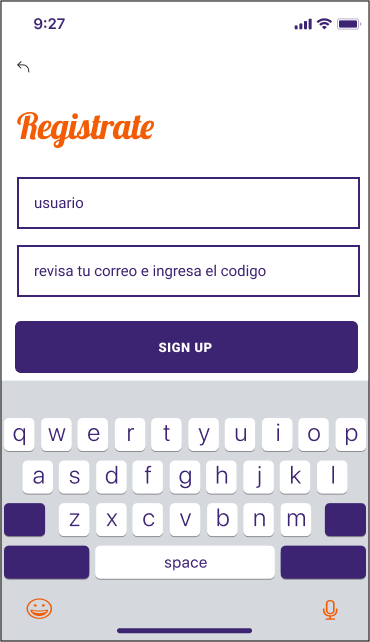 9:27
Registrate
usuario
revisa tu correo e ingresa el codigo
SIGN UP
q w e r t y u i o p
a s d f g h j k l
z x c v b n m
space